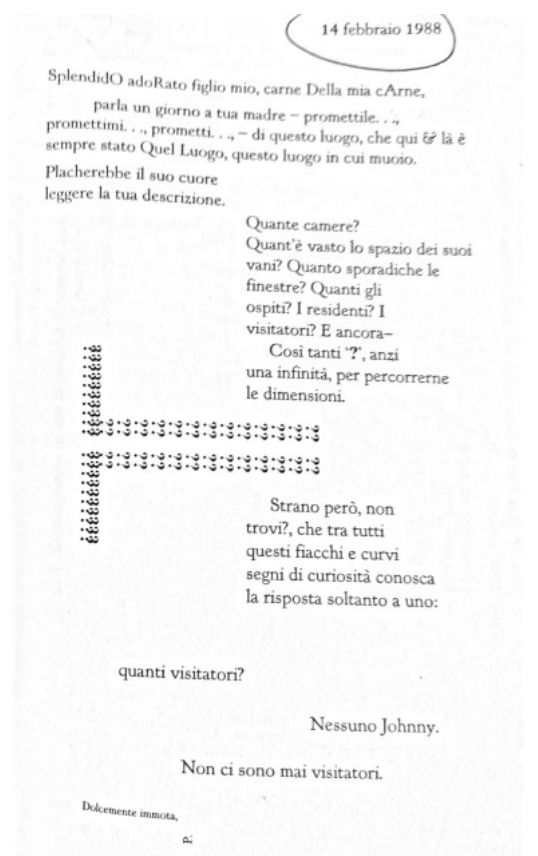 14 febbraio 1988
SplendidO adoRato figlio mio, carne Della mia cArne,
parla un giorno a tua madre – promettile. . .,
promettimi. . ., prometti. . ., – di questo luogo, che qui & là è
sempre stato Quel Luogo, questo luogo in cui muoio.
Placherebbe il suo cuore
leggere la tua descrizione.
Quante camere?
Quant'è vasto lo spazio dei suoi
vani? Quanto sporadiche le
finestre? Quanti gli
ospiti? I residenti? I
visitatori? E ancora–
Così tanti '?', anzi
una infinità, per percorrerne
le dimensioni.
Strano però, non
trovi?, che tra tutti
questi fiacchi e curvi
segni di curiosità conosca
la risposta soltanto a uno:
quanti visitatori?
Nessuno Johnny.
Non ci sono mai visitatori.
Dolcemente immota,
P.